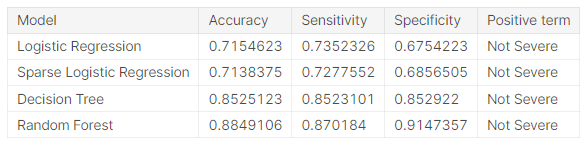 Model Accuracy Sensitivity Specificity Positive term
Logistic Regression 0.7154623 0.7352326 0.6754223 Not Severe
Sparse Logistic Regression 0.7138375 0.7277552 0.6856505 Not Severe
Decision Tree 0.8525123 0.8523101 0.852922 Not Severe
Random Forest 0.8849106 0.870184 0.9147357 Not Severe